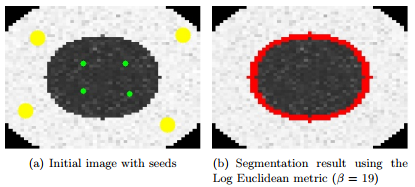 (a) Initial image with seeds
(b) Segmentation result using the
Log Euclidean metric (β = 19)